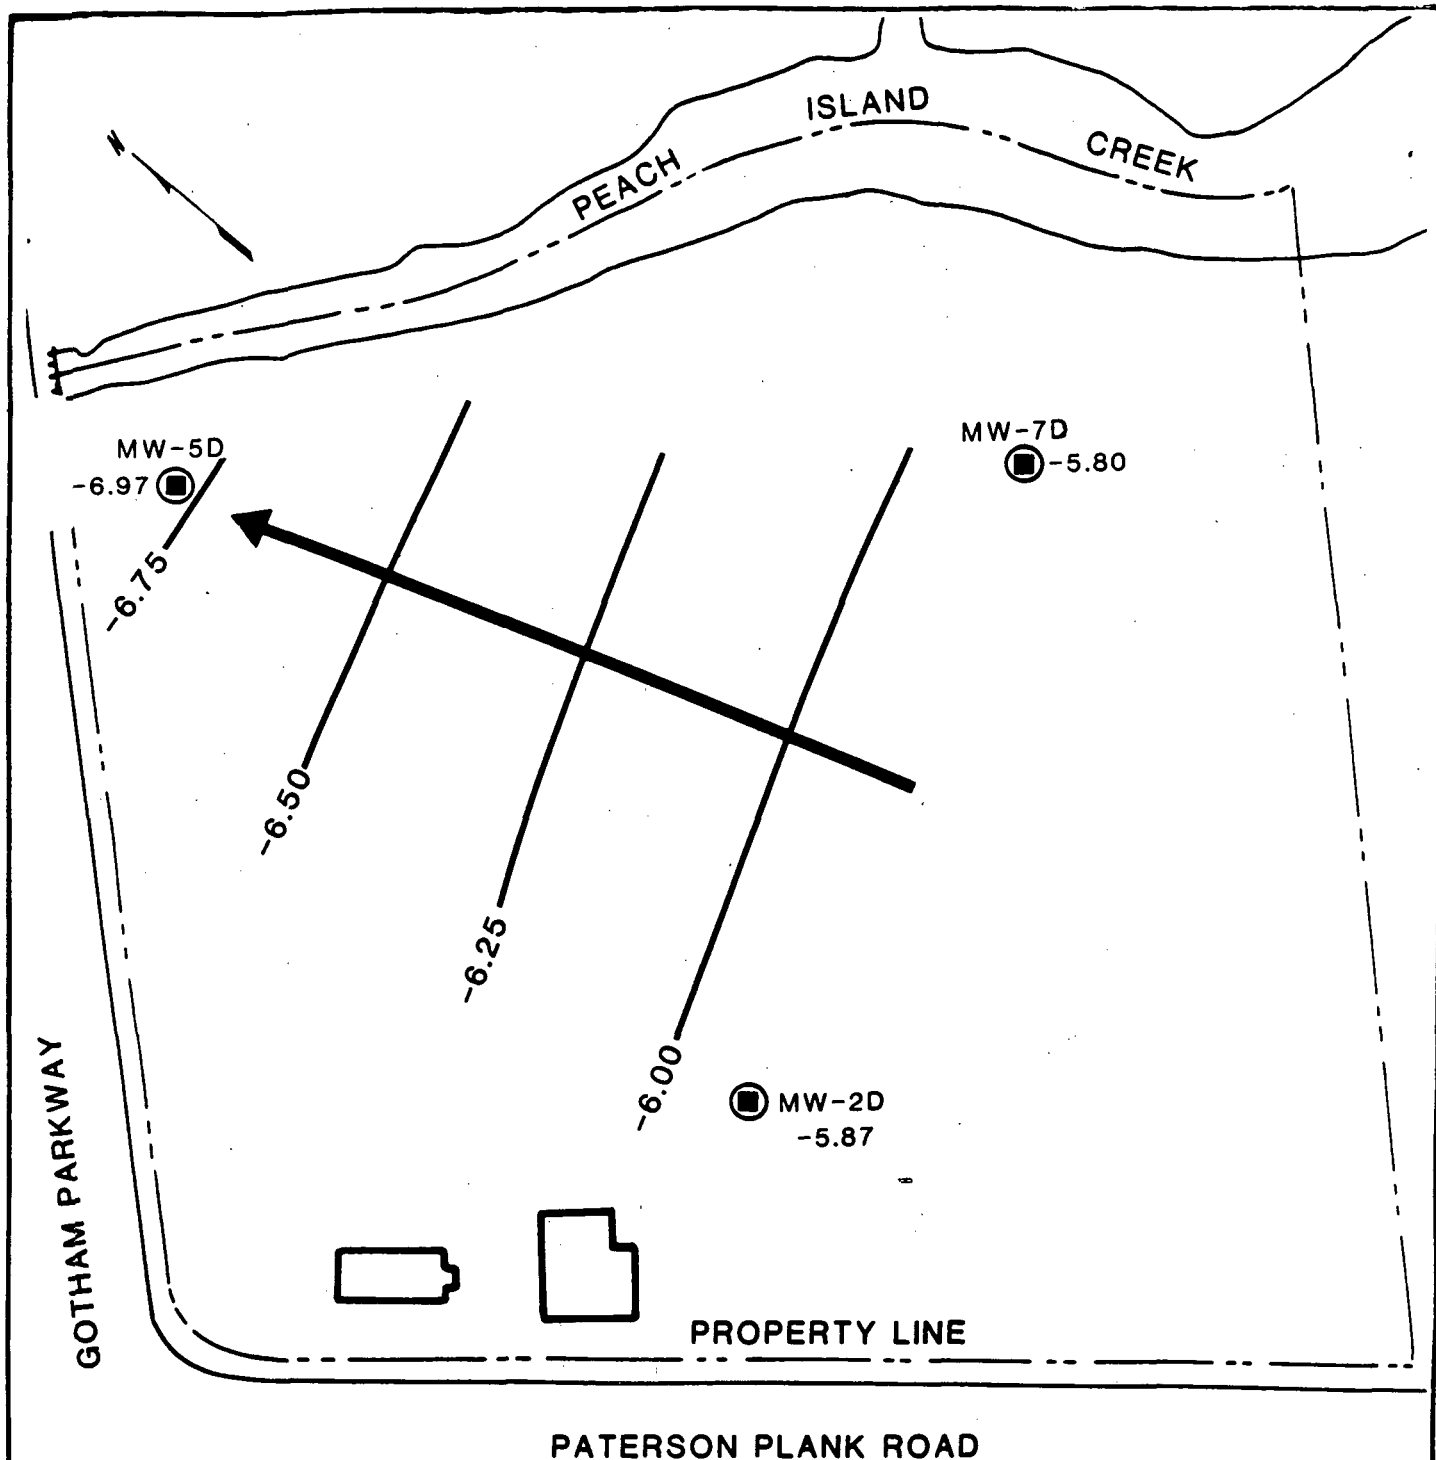 ISLAND
CREEK
PEACH
N
MW-5D
-6.97
MW-7D
-5.80
-6.75
-6.50
-6.25
-6.00
MW-2D
-5.87
GOTHAM PARKWAY
PROPERTY LINE
PATERSON PLANK ROAD